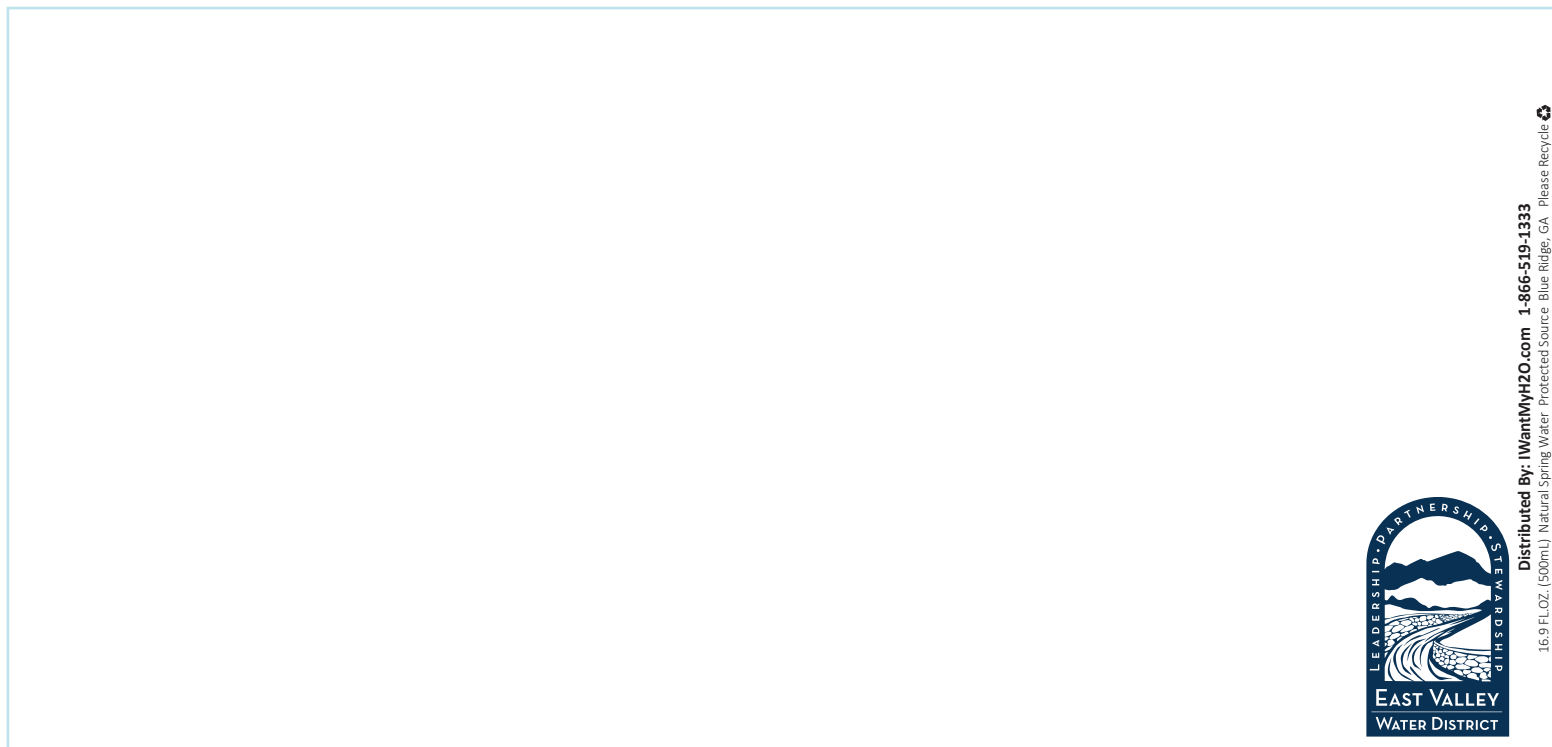 LEADERSHIP • PARTNERSHIP • STEWARDSHIP
EAST VALLEY
WATER DISTRICT
Distributed By: IWantMyH2O.com 1-866-519-1333
16.9 FL.OZ. (500mL) Natural Spring Water Protected Source Blue Ridge, GA Please Recycle